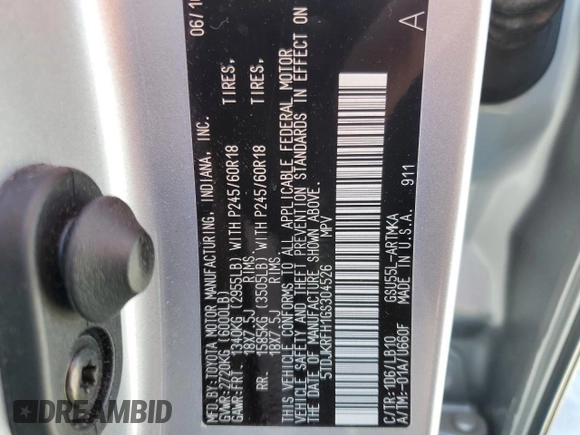 06/1
MFD. BY: TOYOTA MOTOR MANUFACTURING, INDIANA, INC.
GVWR: 2720KG (6000LB)
GAWR: FRT. 1340KG (2955LB) WITH P245/60R18 TIRES,
18X7.5J RIMS,
RR. 1589KG (3505LB) WITH P245/60R18 TIRES,
18X7.5J RIMS.
THIS VEHICLE CONFORMS TO ALL APPLICABLE FEDERAL MOTOR
VEHICLE SAFETY AND THEFT PREVENTION STANDARDS IN EFFECT ON
THE DATE OF MANUFACTURE SHOWN ABOVE.
5TDJKRFH1GS304526 MPV
A
C/TR: 1D6/LB10 GSU55L-ARTMKA
A/TM: -01A/U660F MADE IN U.S.A. 911
DREAMBID